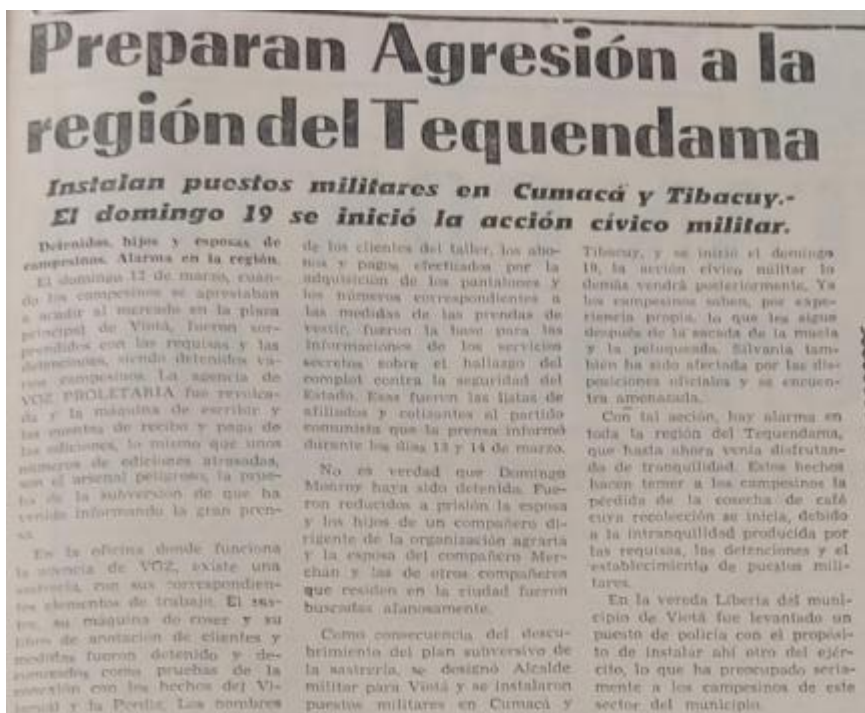 Preparan Agresión a la
región del Tequendama
Instalan puestos militares en Cumacá y Tibacuy.-
El domingo 19 se inició la acción cívico militar.
Detenidos, hijos y esposas de
campesinos. Alarma en la región.
El domingo 12 de marzo, cuan-
do los campesinos se aprestaban
a acudir al mercado en la plaza
principal de Viotá, fueron sor-
prendidos con las requisas y las
detenciones, siendo detenidos va-
rios campesinos. La agencia de
VOZ PROLETARIA fue revolca-
da y la máquina de escribir y
las cuentas de recibo y pago de
las ediciones, lo mismo que unos
números de ediciones atrasadas,
son el arsenal peligroso, la prue-
ba de la subversión de que ha
venido informando la gran pren-
sa.
En la oficina donde funciona
la agencia de VOZ, existe una
sastrería, con sus correspondien-
tes elementos de trabajo. El sas-
tre, su máquina de coser y su
libro de anotación de clientes y
medidas fueron detenido y de-
comisados como pruebas de la
conexión con los hechos del
y la Perdiz. Los nombres
de los clientes del taller, los abo-
nos y pagos efectuados por la
adquisición de los pantalones y
los números correspondientes a
las medidas de las prendas de
vestir, fueron la base para las
informaciones de los servicios
secretos sobre el hallazgo del
complot contra la seguridad del
Estado. Esas fueron las listas de
afiliados y cotizantes al partido
comunista que la prensa informó
durante los días 13 y 14 de marzo.
No es verdad que Domingo
Monroy haya sido detenido. Fue-
ron reducidos a prisión la esposa
y los hijos de un compañero di-
rigente de la organización agraria
y la esposa del compañero Mer-
chán y las de otros compañeros
que residen en la ciudad fueron
buscadas afanosamente.
Como consecuencia del descu-
brimiento del plan subversivo de
la sastrería, se designó Alcalde
militar para Viotá y se instalaron
puestos militares en Cumacá y
Tibacuy, y se inició el domingo
19, la acción cívico militar lo
demás vendrá posteriormente. Ya
los campesinos saben, por expe-
riencia propia, lo que les sigue
después de la sacada de la muela
y la peluqueada. Silvania tam-
bién ha sido afectada por las dis-
posiciones oficiales y se encuen-
tra amenazada.
Con tal acción, hay alarma en
toda la región del Tequendama,
que hasta ahora venía disfrutan-
do de tranquilidad. Estos hechos
hacen temer a los campesinos la
pérdida de la cosecha de café
cuya recolección se inicia, debido
a la intranquilidad producida por
las requisas, las detenciones y el
establecimiento de puestos mili-
tares.
En la vereda Liberia del muni-
cipio de Viotá fue levantado un
puesto de policía con el propósi-
to de instalar ahí otro del ejér-
cito, lo que ha preocupado seria-
mente a los campesinos de este
sector del municipio.